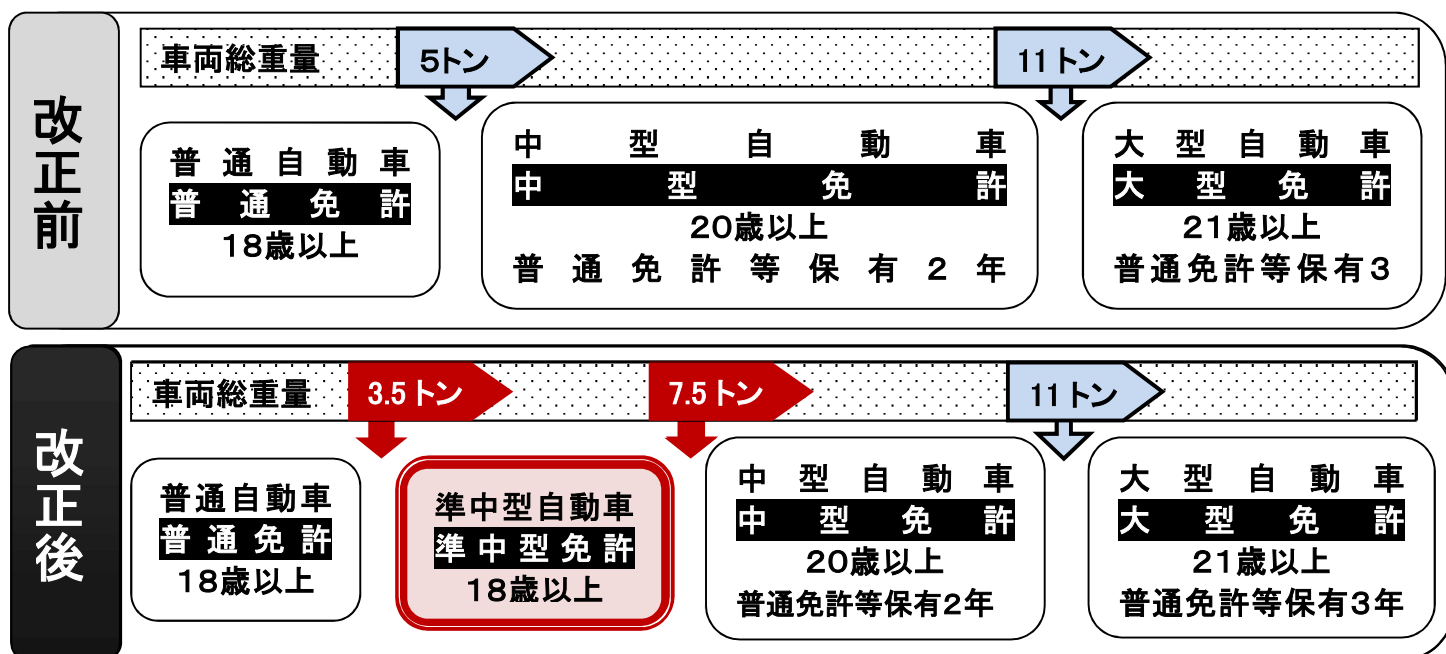 改正前
車両総重量 5トン 11トン
普通自動車
普通免許
18歳以上
中型自動車
中型免許
20歳以上
普通免許等保有2年
大型自動車
大型免許
21歳以上
普通免許等保有3
改正後
車両総重量 3.5トン 7.5トン 11トン
普通自動車
普通免許
18歳以上
準中型自動車
準中型免許
18歳以上
中型自動車
中型免許
20歳以上
普通免許等保有2年
大型自動車
大型免許
21歳以上
普通免許等保有3年